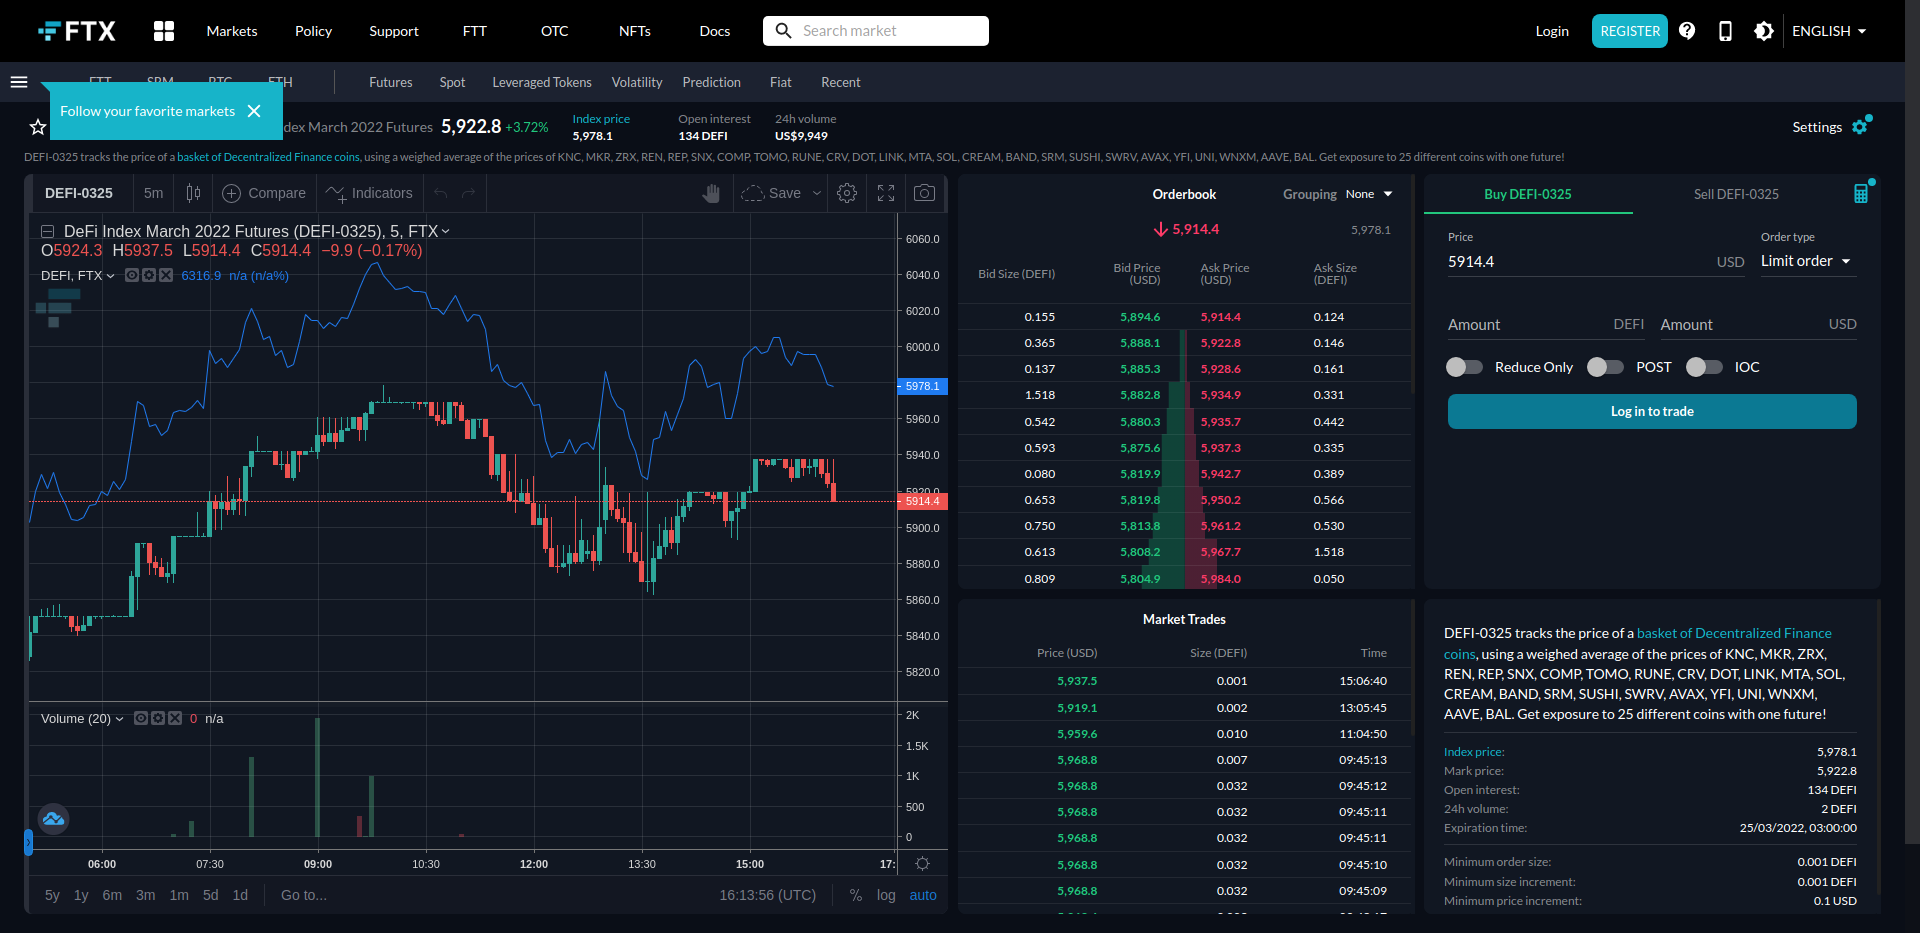 FTX
Markets
Policy
Support
FTT
OTC
NFTs
Docs
Search market
Login
REGISTER
ENGLISH
FTT
SRM
BTC
ETH
Futures
Spot
Leveraged Tokens
Volatility
Prediction
Fiat
Recent
Follow your favorite markets
dex March 2022 Futures
5,922.8 +3.72%
Index price
5,978.1
Open interest
134 DEFI
24h volume
US$9,949
Settings
DEFI-0325 tracks the price of a basket of Decentralized Finance coins, using a weighed average of the prices of KNC, MKR, ZRX, REN, REP, SNX, COMP, TOMO, RUNE, CRV, DOT, LINK, MTA, SOL, CREAM, BAND, SRM, SUSHI, SWRV, AVAX, YFI, UNI, WNXM, AAVE, BAL. Get exposure to 25 different coins with one future!
DEFI-0325
5m
Compare
Indicators
Save
DeFi Index March 2022 Futures (DEFI-0325), 5, FTX
O5924.3 H5937.5 L5914.4 C5914.4 −9.9 (−0.17%)
DEFI, FTX
6316.9 n/a (n/a%)
6060.0
6040.0
6020.0
6000.0
5978.1
5960.0
5940.0
5920.0
5914.4
5900.0
5880.0
5860.0
5840.0
5820.0
Volume (20)
0 n/a
2K
1.5K
1K
500
0
06:00
07:30
09:00
10:30
12:00
13:30
15:00
17:
5y
1y
6m
3m
1m
5d
1d
Go to...
16:13:56 (UTC)
%
log
auto
Orderbook
Grouping None
5,914.4
5,978.1
Bid Size (DEFI)
Bid Price (USD)
Ask Price (USD)
Ask Size (DEFI)
0.155 5,894.6 5,914.4 0.124
0.365 5,888.1 5,922.8 0.146
0.137 5,885.3 5,928.6 0.161
1.518 5,882.8 5,934.9 0.331
0.542 5,880.3 5,935.7 0.442
0.593 5,875.6 5,937.3 0.335
0.080 5,819.9 5,942.7 0.389
0.653 5,819.8 5,950.2 0.566
0.750 5,813.8 5,961.2 0.530
0.613 5,808.2 5,967.7 1.518
0.809 5,804.9 5,984.0 0.050
Market Trades
Price (USD) Size (DEFI) Time
5,937.5 0.001 15:06:40
5,919.1 0.002 13:05:45
5,959.6 0.010 11:04:50
5,968.8 0.007 09:45:13
5,968.8 0.032 09:45:12
5,968.8 0.032 09:45:11
5,968.8 0.032 09:45:11
5,968.8 0.032 09:45:10
5,968.8 0.032 09:45:09
Buy DEFI-0325
Sell DEFI-0325
Price
5914.4 USD
Order type
Limit order
Amount DEFI
Amount USD
Reduce Only
POST
IOC
Log in to trade
DEFI-0325 tracks the price of a basket of Decentralized Finance
coins, using a weighed average of the prices of KNC, MKR, ZRX,
REN, REP, SNX, COMP, TOMO, RUNE, CRV, DOT, LINK, MTA, SOL,
CREAM, BAND, SRM, SUSHI, SWRV, AVAX, YFI, UNI, WNXM,
AAVE, BAL. Get exposure to 25 different coins with one future!
Index price: 5,978.1
Mark price: 5,922.8
Open interest: 134 DEFI
24h volume: 2 DEFI
Expiration time: 25/03/2022, 03:00:00
Minimum order size: 0.001 DEFI
Minimum size increment: 0.001 DEFI
Minimum price increment: 0.1 USD